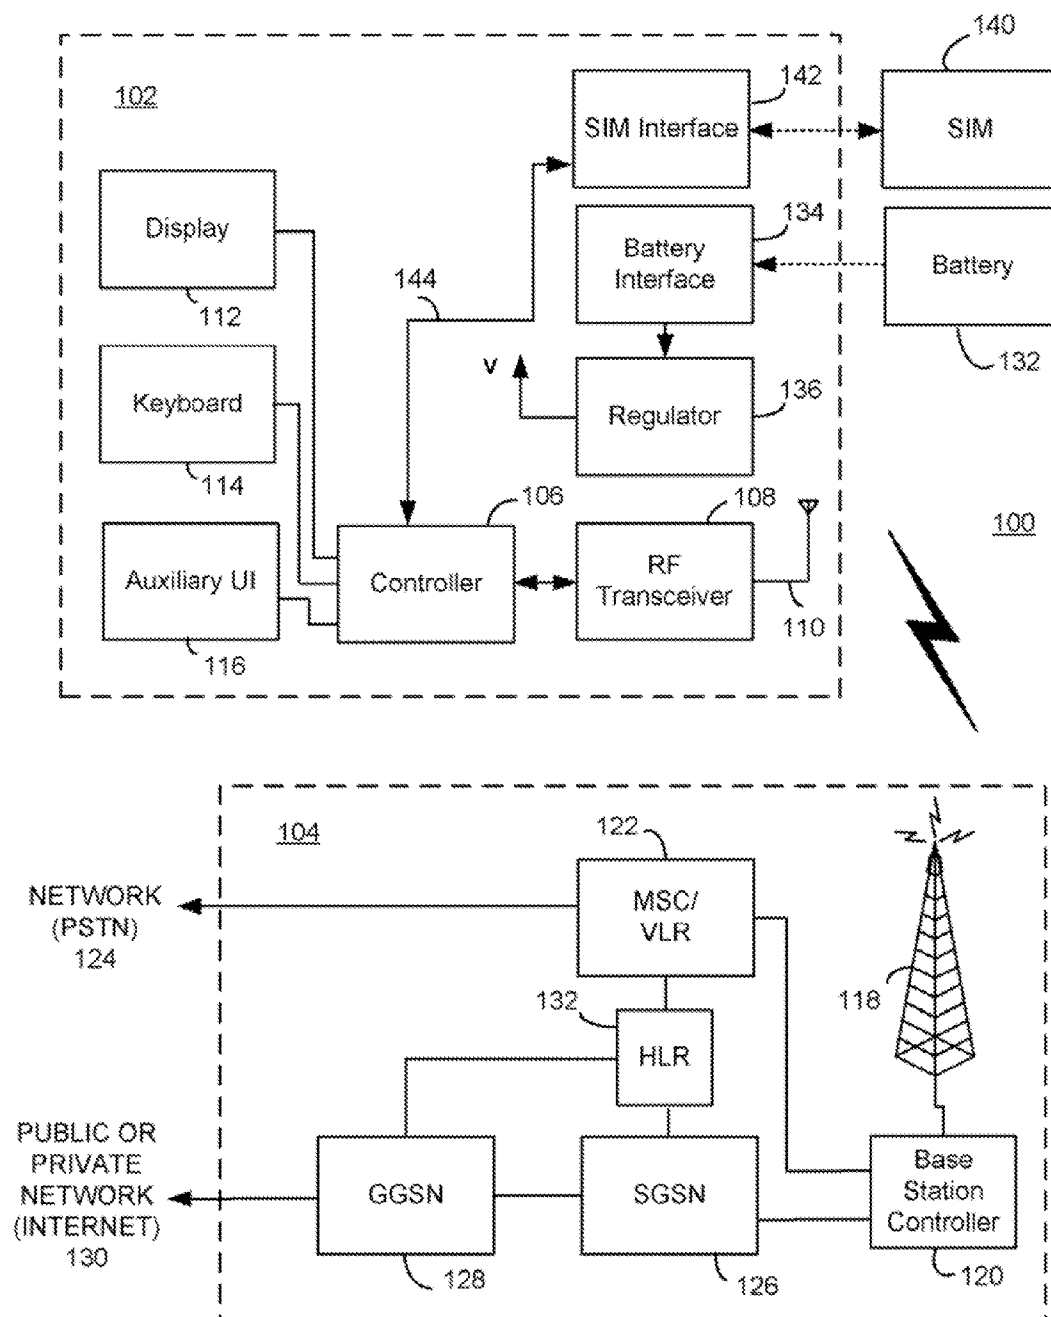 140
102
142
SIM Interface
SIM
Display
134
Battery
Interface
Battery
112
144
132
Keyboard
V
136
Regulator
114
106
108
100
Auxiliary UI
Controller
RF
Transceiver
110
116
104
122
MSC/
VLR
NETWORK
(PSTN)
124
118
132
HLR
PUBLIC OR
PRIVATE
NETWORK
(INTERNET)
130
GGSN
SGSN
Base
Station
Controller
128
126
120